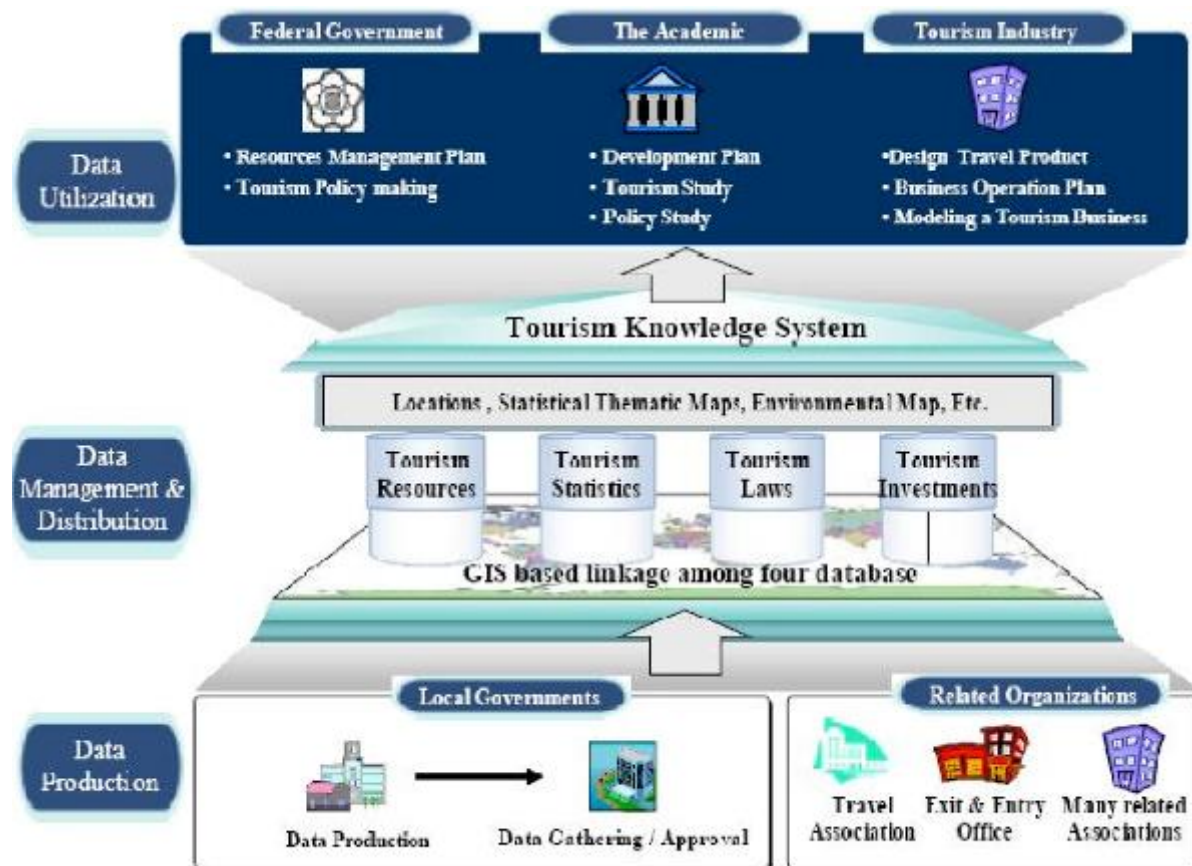 Federal Government
The Academic
Tourism Industry
Data
Utilization
• Resources Management Plan
• Tourism Policy making
• Development Plan
• Tourism Study
• Policy Study
•Design Travel Product
• Business Operation Plan
• Modeling a Tourism Business
Tourism Knowledge System
Locations , Statistical Thematic Maps, Environmental Map, Etc.
Data
Management &
Distribution
Tourism
Resources
Tourism
Statistics
Tourism
Laws
Tourism
Investments
GIS based linkage among four database
Data
Production
Local Governments
Data Production
Data Gathering / Approval
Related Organizations
Travel
Association
Exit & Entry
Office
Many related
Associations